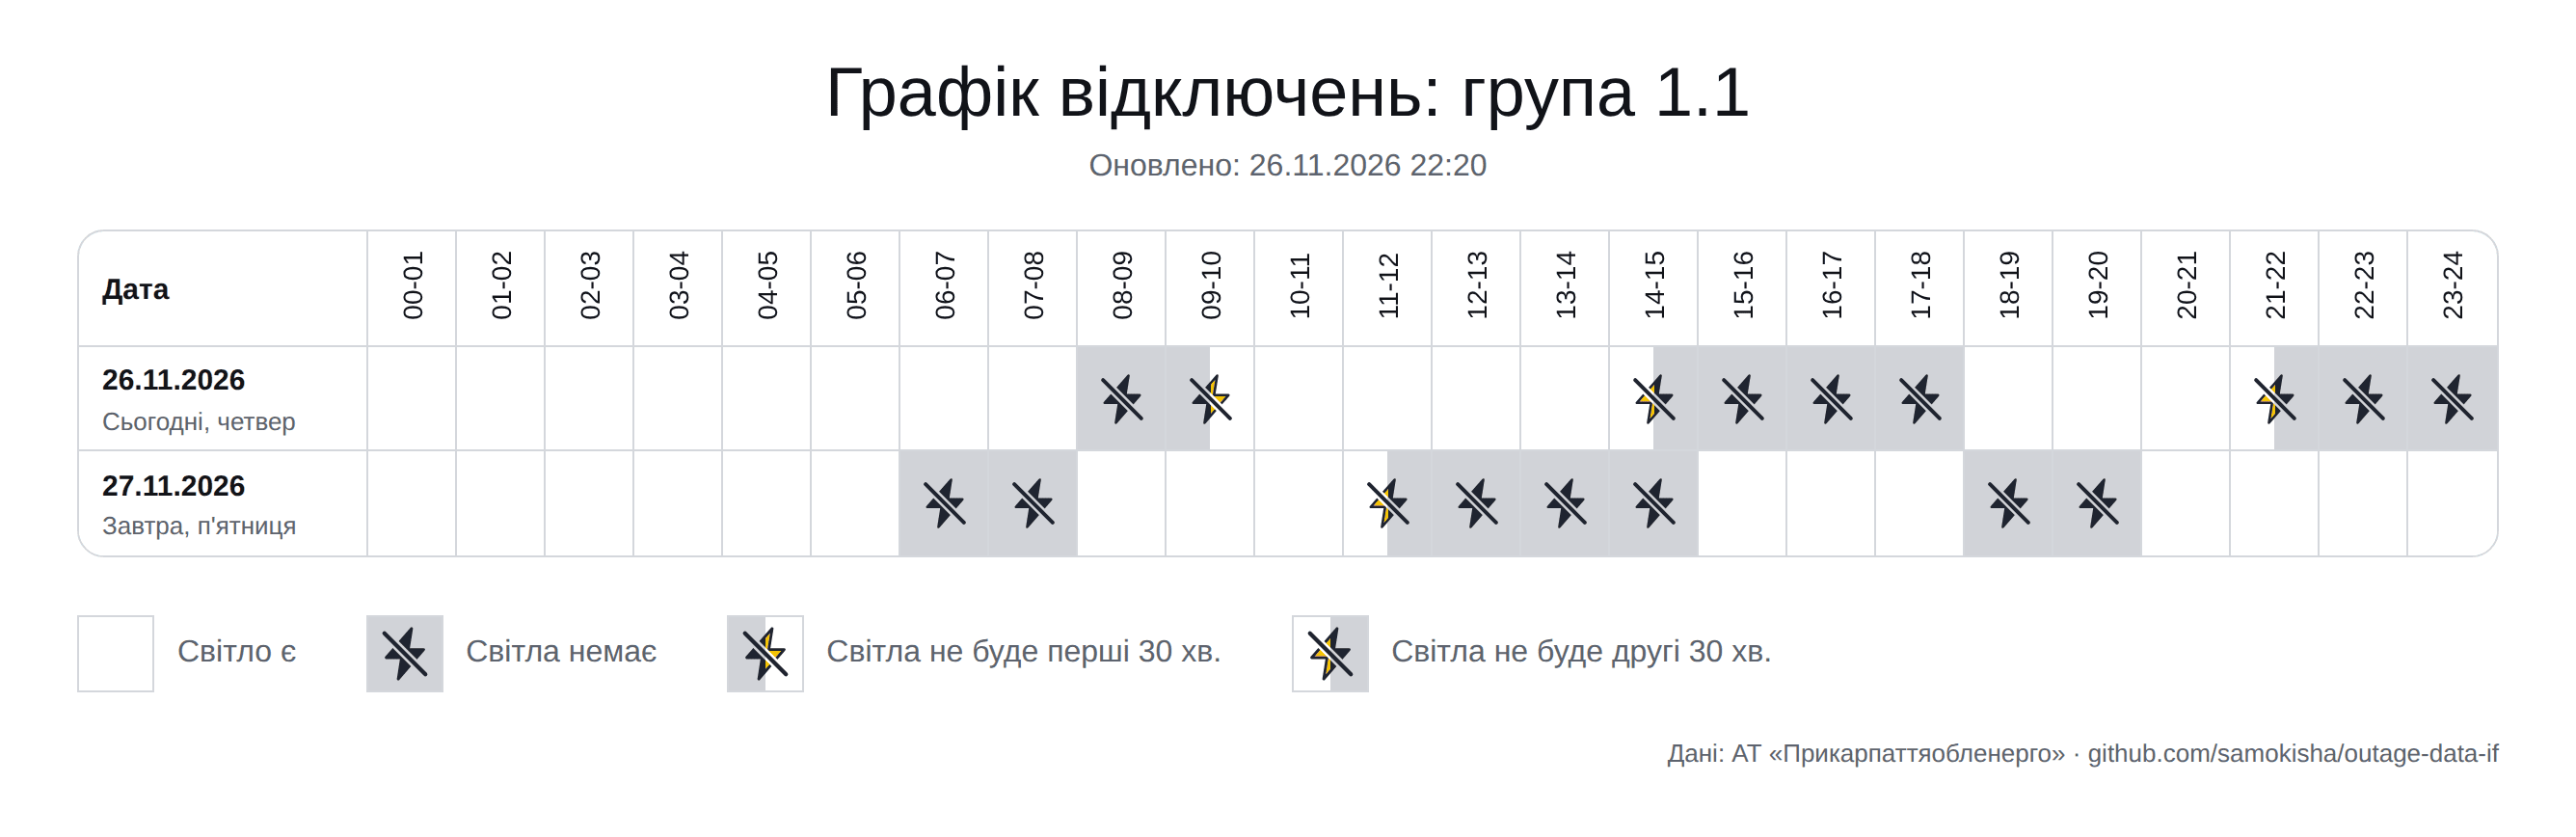 Графік відключень: група 1.1
Оновлено: 26.11.2026 22:20
Дата 00-01 01-02 02-03 03-04 04-05 05-06 06-07 07-08 08-09 09-10 10-11 11-12 12-13 13-14 14-15 15-16 16-17 17-18 18-19 19-20 20-21 21-22 22-23 23-24
26.11.2026
Сьогодні, четвер
27.11.2026
Завтра, п'ятниця
Світло є Світла немає Світла не буде перші 30 хв. Світла не буде другі 30 хв.
Дані: АТ «Прикарпаттяобленерго» · github.com/samokisha/outage-data-if